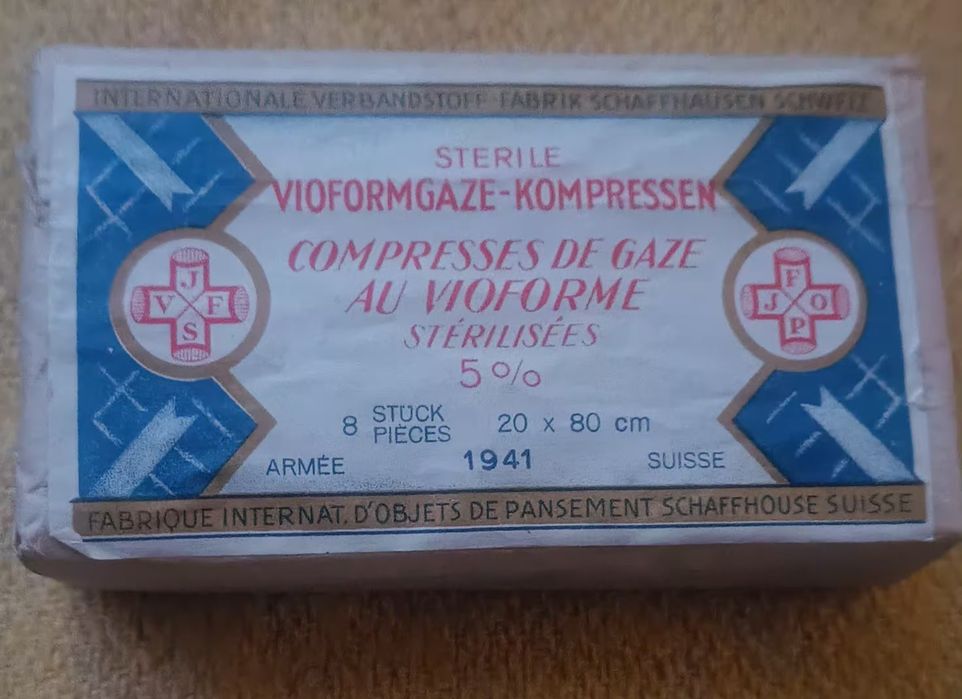 INTERNATIONALE VERBANDSTOFF-FABRIK SCHAFFHAUSEN SCHWEIZ
STERILE
VIOFORMGAZE-KOMPRESSEN
COMPRESSES DE GAZE
AU VIOFORME
STÉRILISÉES
5%
J
V F
S
F
J O
P
8 STÜCK PIÈCES 20 x 80 cm
ARMÉE 1941 SUISSE
FABRIQUE INTERNAT. D'OBJETS DE PANSEMENT SCHAFFHOUSE SUISSE